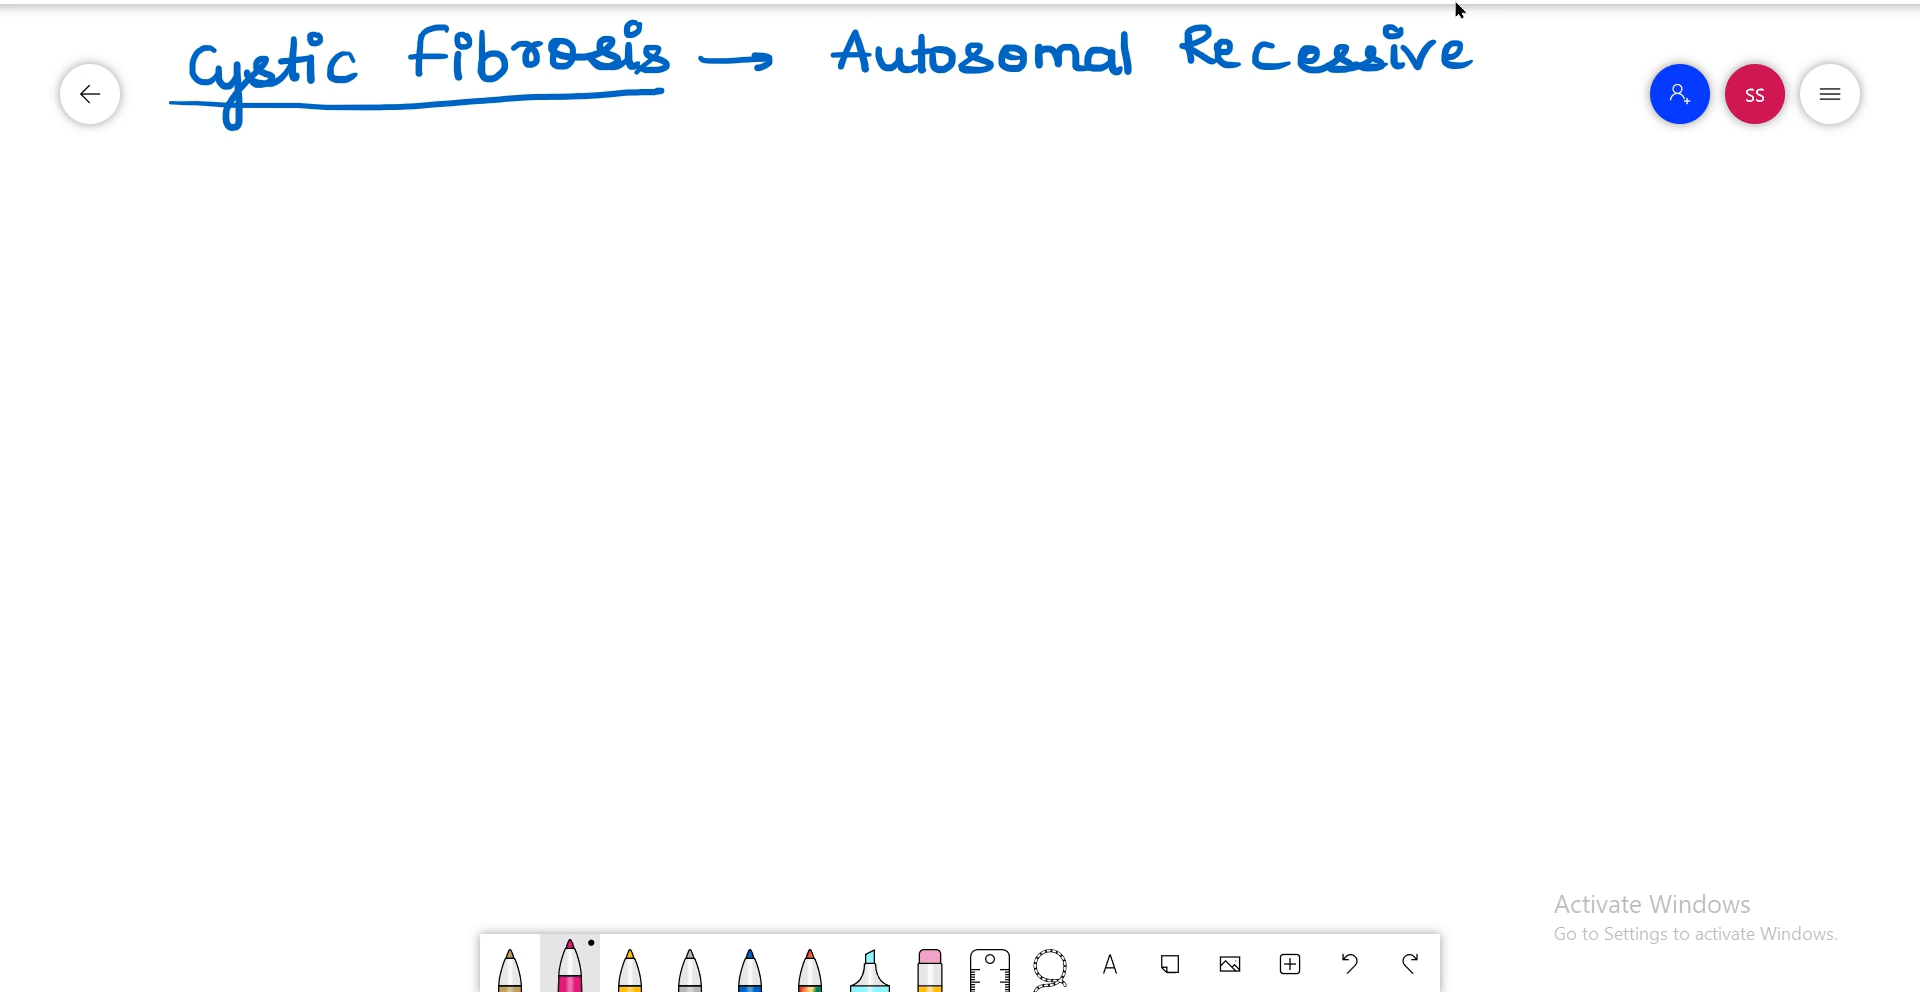 Cystic Fibrosis → Autosomal Recessive
SS
A
Activate Windows
Go to Settings to activate Windows.